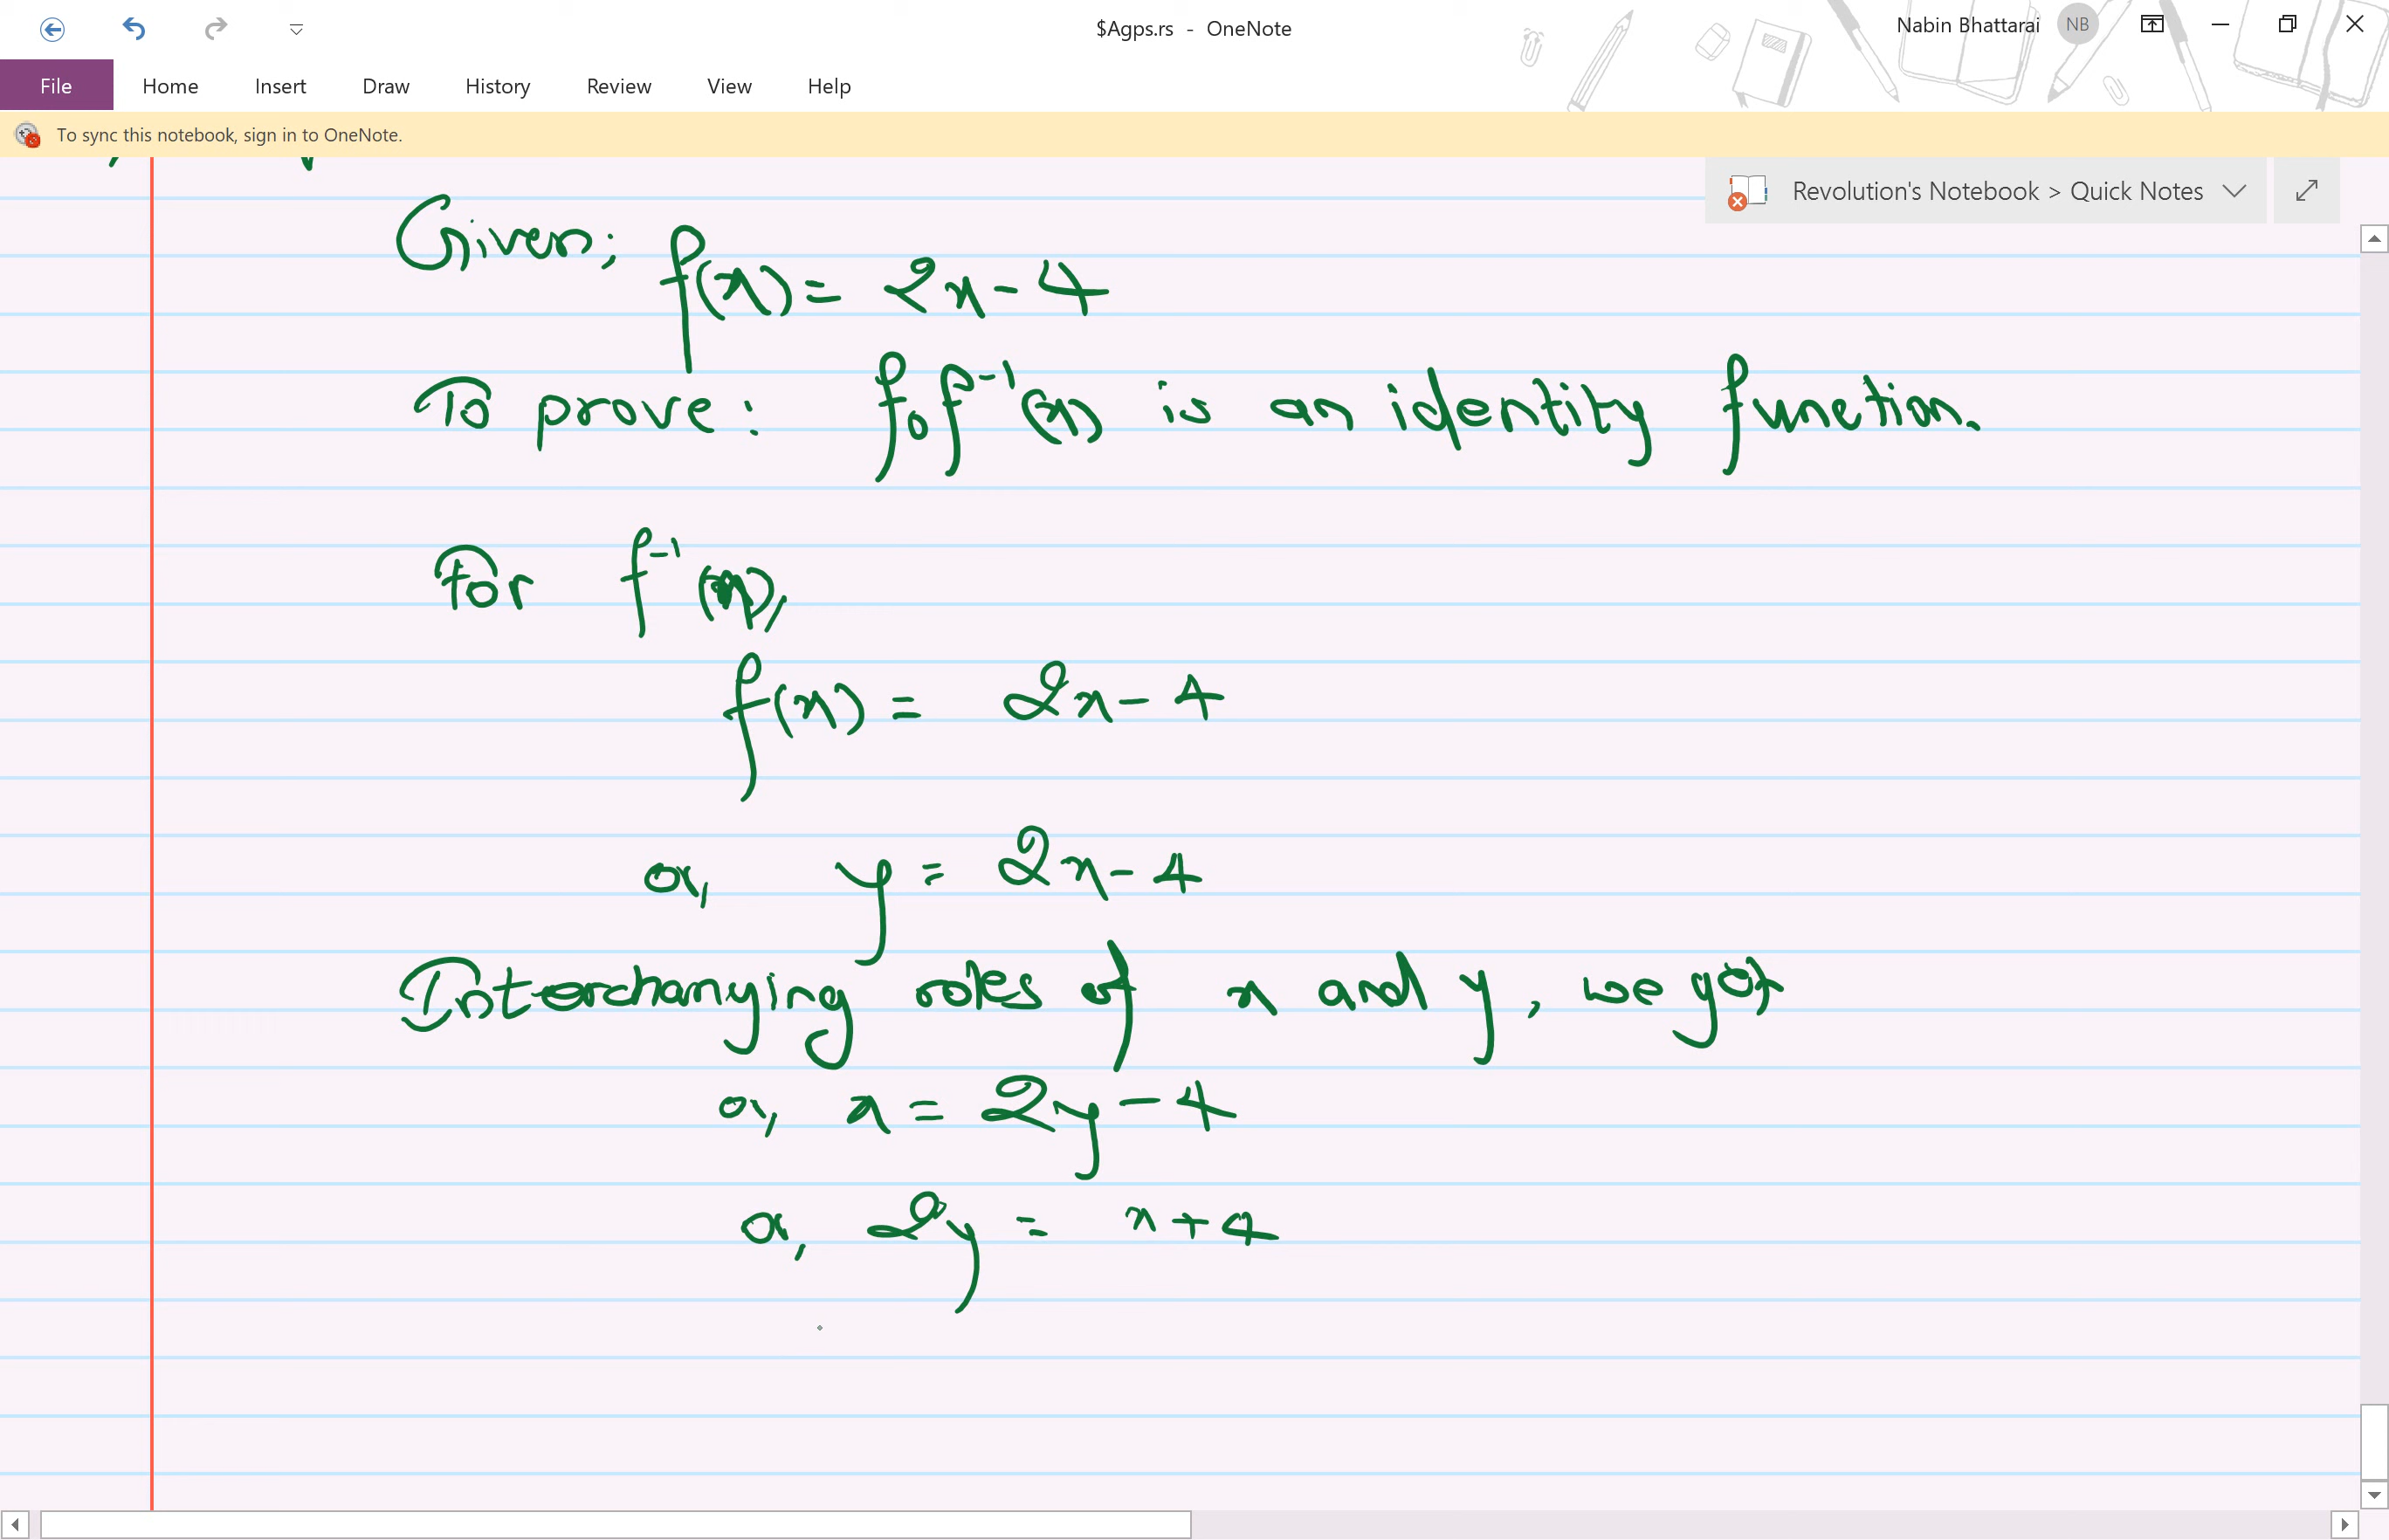 $Agps.rs - OneNote
Nabin Bhattarai NB
File Home Insert Draw History Review View Help
To sync this notebook, sign in to OneNote.
Revolution's Notebook > Quick Notes
Given; f(x) = 2x - 4
To prove: fof⁻¹(x) is an identity function.
For f⁻¹(x),
f(x) = 2x - 4
or, y = 2x - 4
Interchanging roles of x and y, we get
or, x = 2y - 4
or, 2y = x + 4